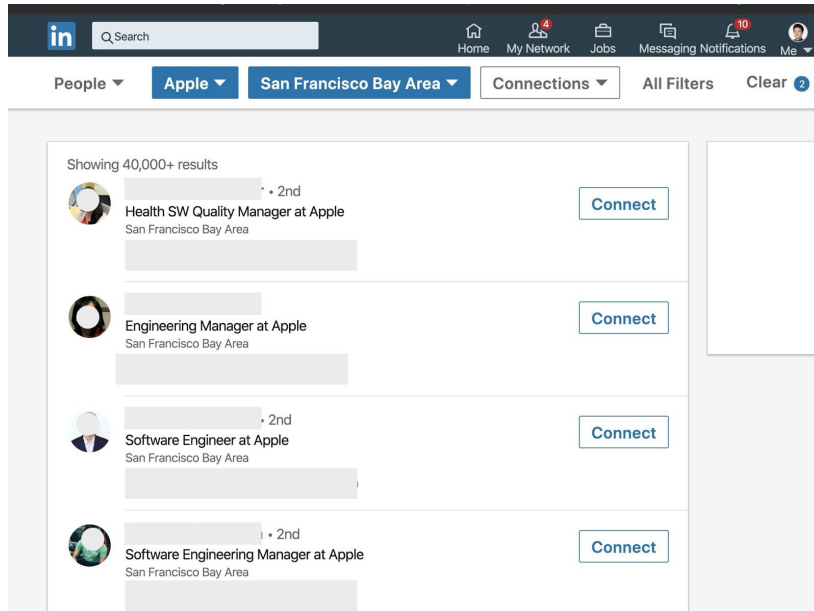 in
Search
Home
4
My Network
Jobs
Messaging
10
Notifications
Me
People
Apple
San Francisco Bay Area
Connections
All Filters
Clear 2
Showing 40,000+ results
• 2nd
Health SW Quality Manager at Apple
San Francisco Bay Area
Connect
Engineering Manager at Apple
San Francisco Bay Area
Connect
• 2nd
Software Engineer at Apple
San Francisco Bay Area
Connect
• 2nd
Software Engineering Manager at Apple
San Francisco Bay Area
Connect